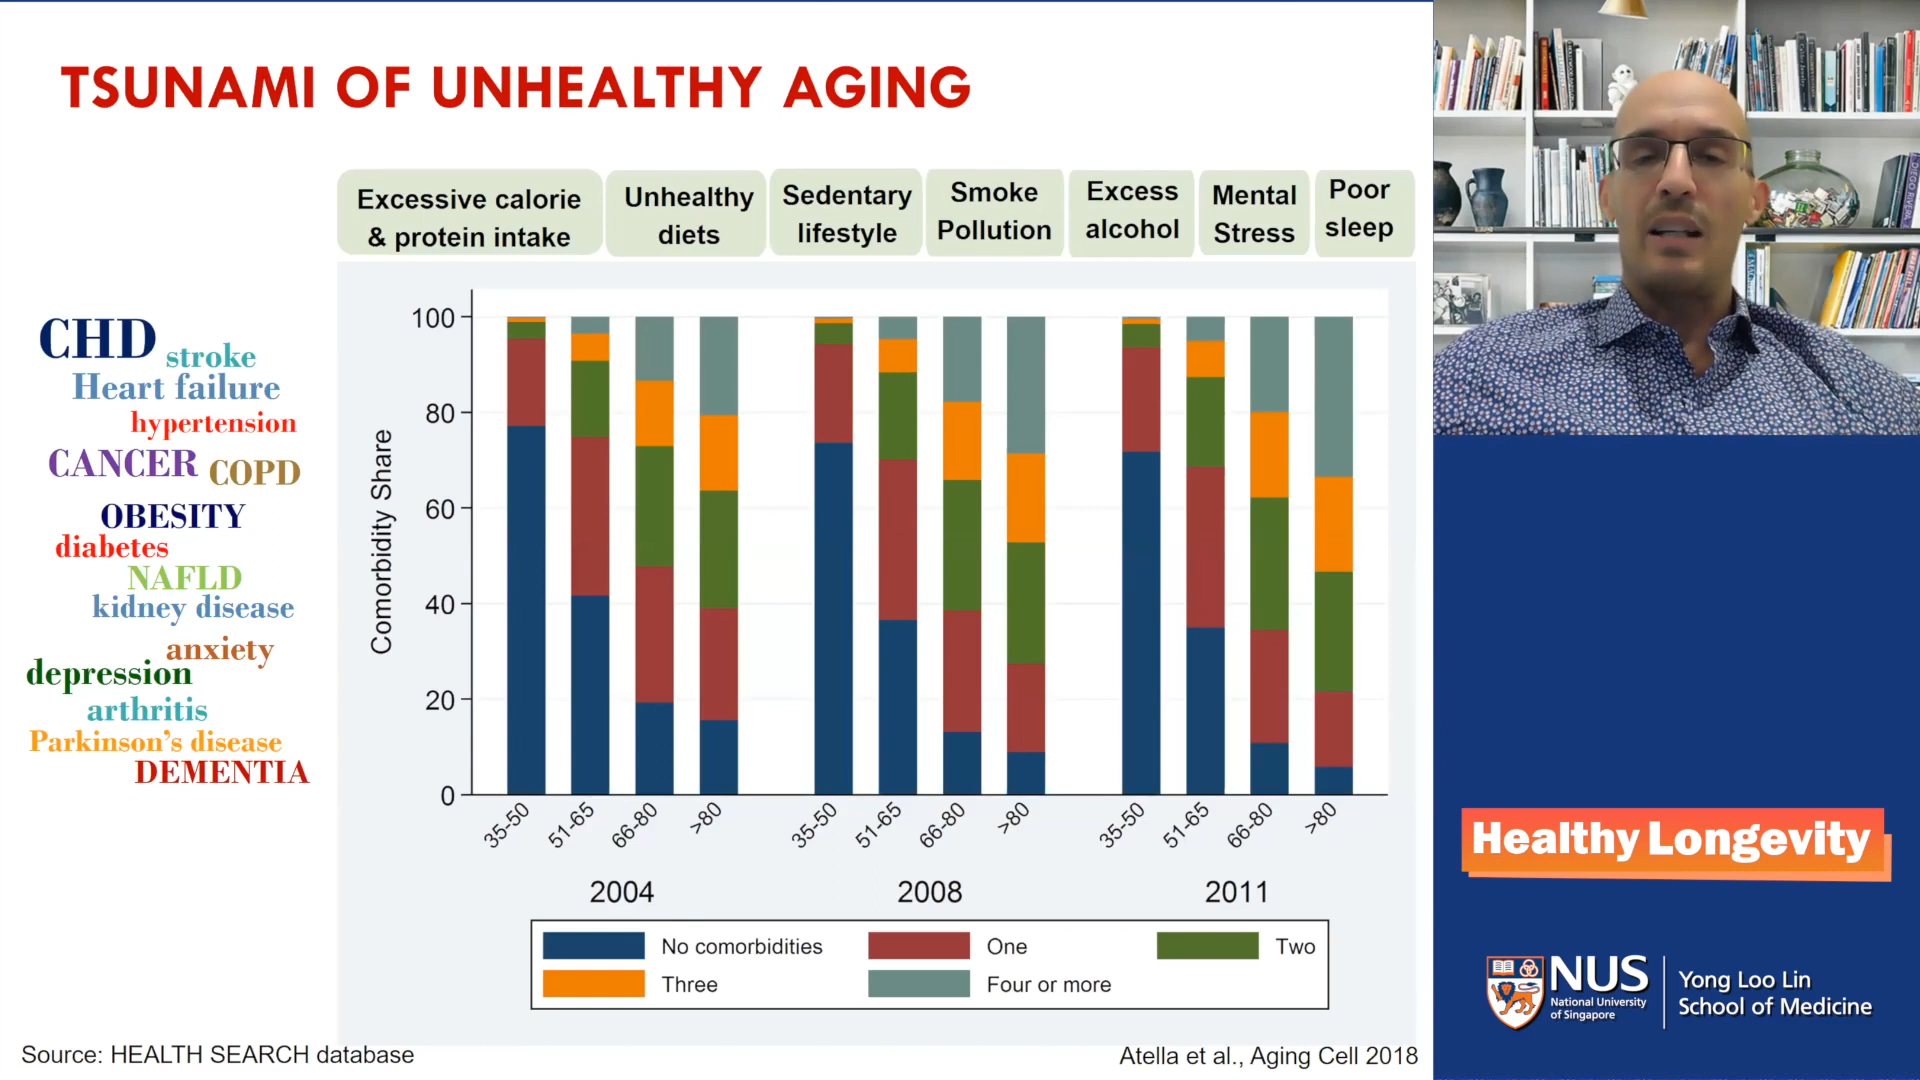 TSUNAMI OF UNHEALTHY AGING
Excessive calorie
& protein intake
Unhealthy
diets
Sedentary
lifestyle
Smoke
Pollution
Excess
alcohol
Mental
Stress
Poor
sleep
CHD
stroke
Heart failure
hypertension
CANCER
COPD
OBESITY
diabetes
NAFLD
kidney disease
anxiety
depression
arthritis
Parkinson's disease
DEMENTIA
Comorbidity Share
100
80
60
40
20
0
35-50
51-65
66-80
>80
35-50
51-65
66-80
>80
35-50
51-65
66-80
>80
2004
2008
2011
No comorbidities
One
Two
Three
Four or more
Source: HEALTH SEARCH database
Atella et al., Aging Cell 2018
DIEGO RIVERA
Healthy Longevity
NUS
National University
of Singapore
Yong Loo Lin
School of Medicine